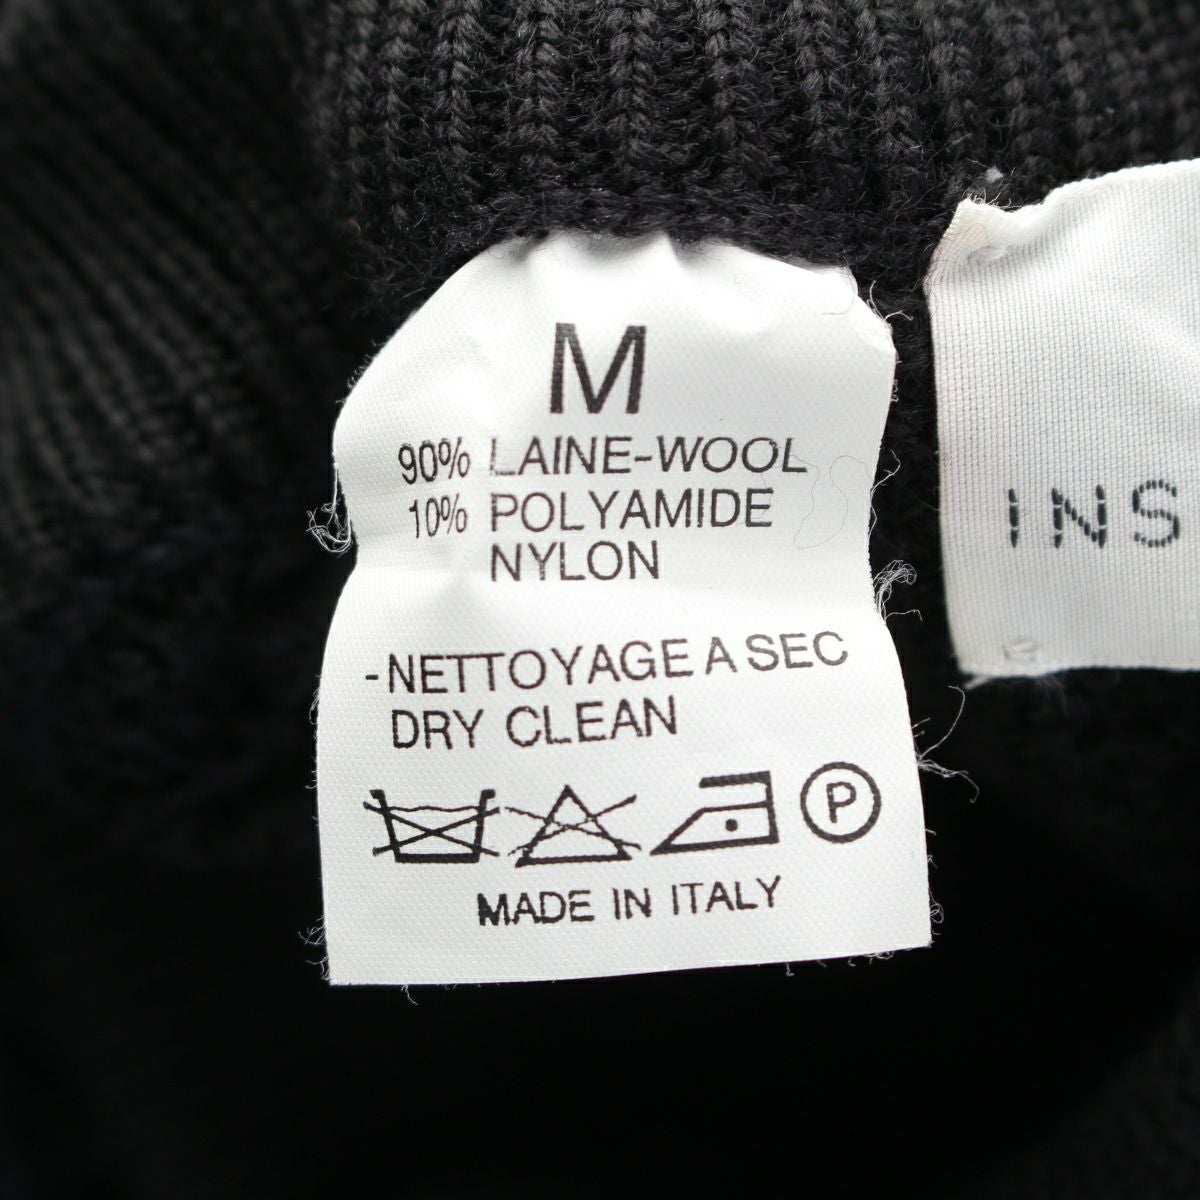 M
90% LAINE-WOOL
10% POLYAMIDE
NYLON
-NETTOYAGE A SEC
DRY CLEAN
P
MADE IN ITALY
INS